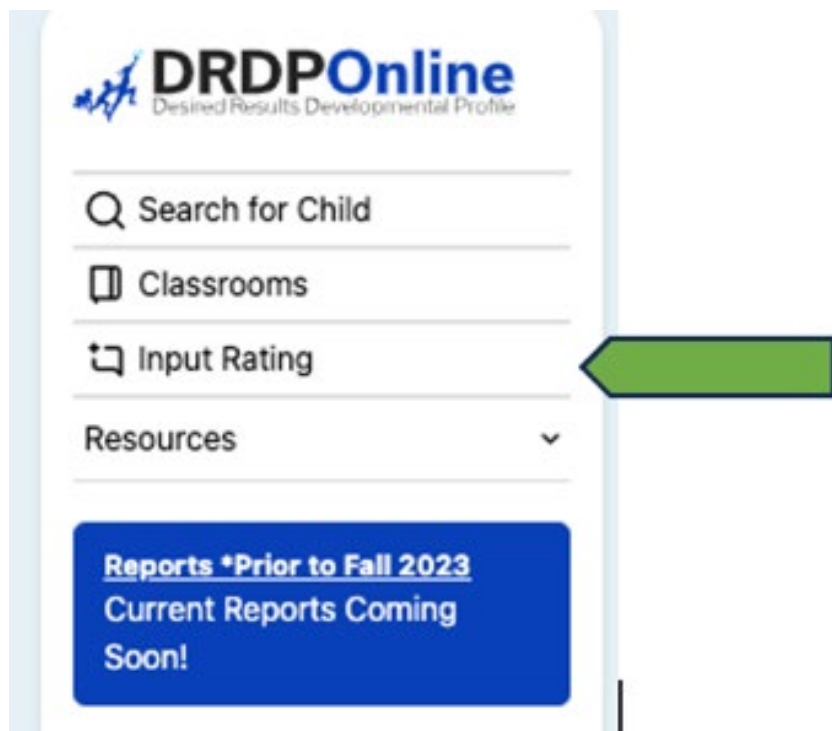 DRDPOnline
Desired Results Developmental Profile
Search for Child
Classrooms
Input Rating
Resources
Reports *Prior to Fall 2023
Current Reports Coming
Soon!